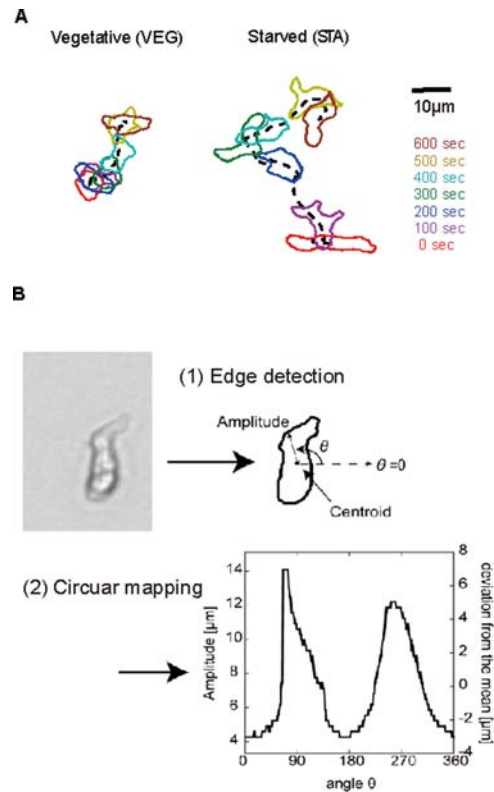 A
Vegetative (VEG)
Starved (STA)
10µm
600 sec
500 sec
400 sec
300 sec
200 sec
100 sec
0 sec
B
(1) Edge detection
Amplitude
θ
θ =0
Centroid
(2) Circuar mapping
Amplitude [µm]
14
12
10
8
6
4
8
6
4
2
0
-2
-4
deviation from the mean [µm]
0
90
180
270
360
angle θ